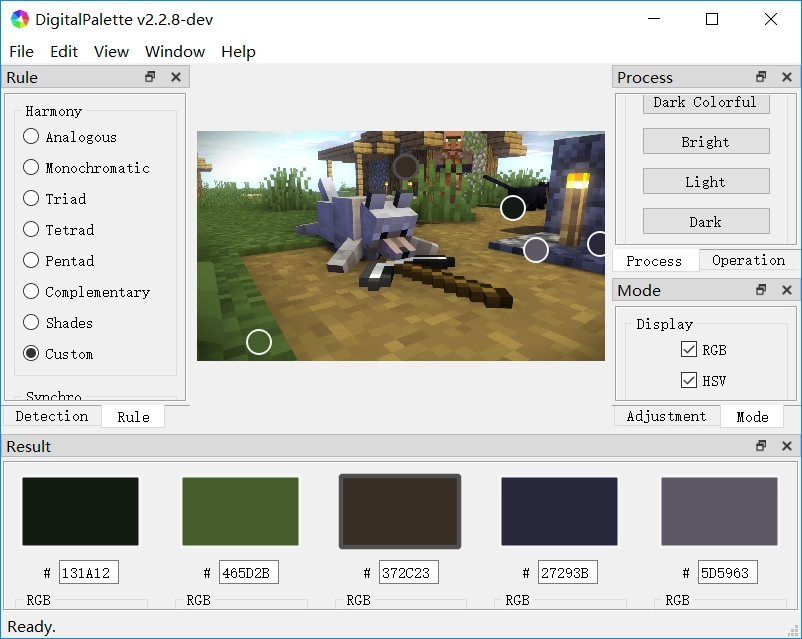 DigitalPalette v2.2.8-dev
File Edit View Window Help
Rule
Harmony
Analogous
Monochromatic
Triad
Tetrad
Pentad
Complementary
Shades
Custom
Synchro
Detection Rule
Process
Dark Colorful
Bright
Light
Dark
Process Operation
Mode
Display
RGB
HSV
Adjustment Mode
Result
# 131A12 # 465D2B # 372C23 # 27293B # 5D5963
RGB RGB RGB RGB RGB
Ready.